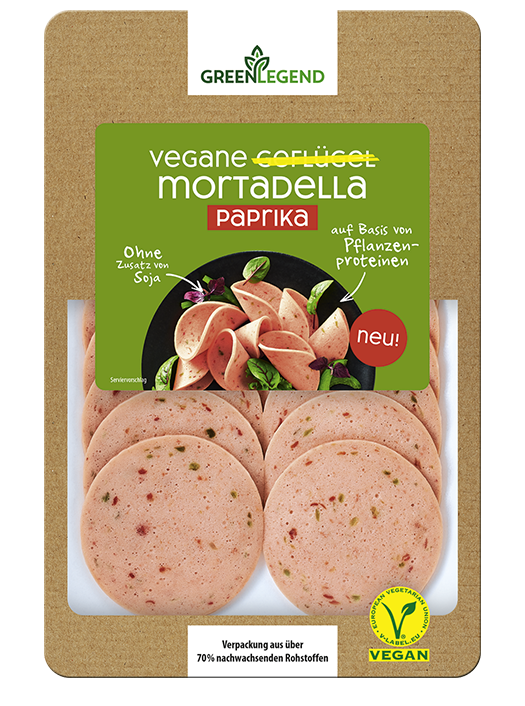 GREENLEGEND
vegane GEFLÜGEL
mortadella
paprika
Ohne
Zusatz von
Soja
auf Basis von
Pflanzen-
proteinen
neu!
Serviervorschlag
EUROPEAN VEGETARIAN UNION
V-LABEL.EU
VEGAN
Verpackung aus über
70% nachwachsenden Rohstoffen